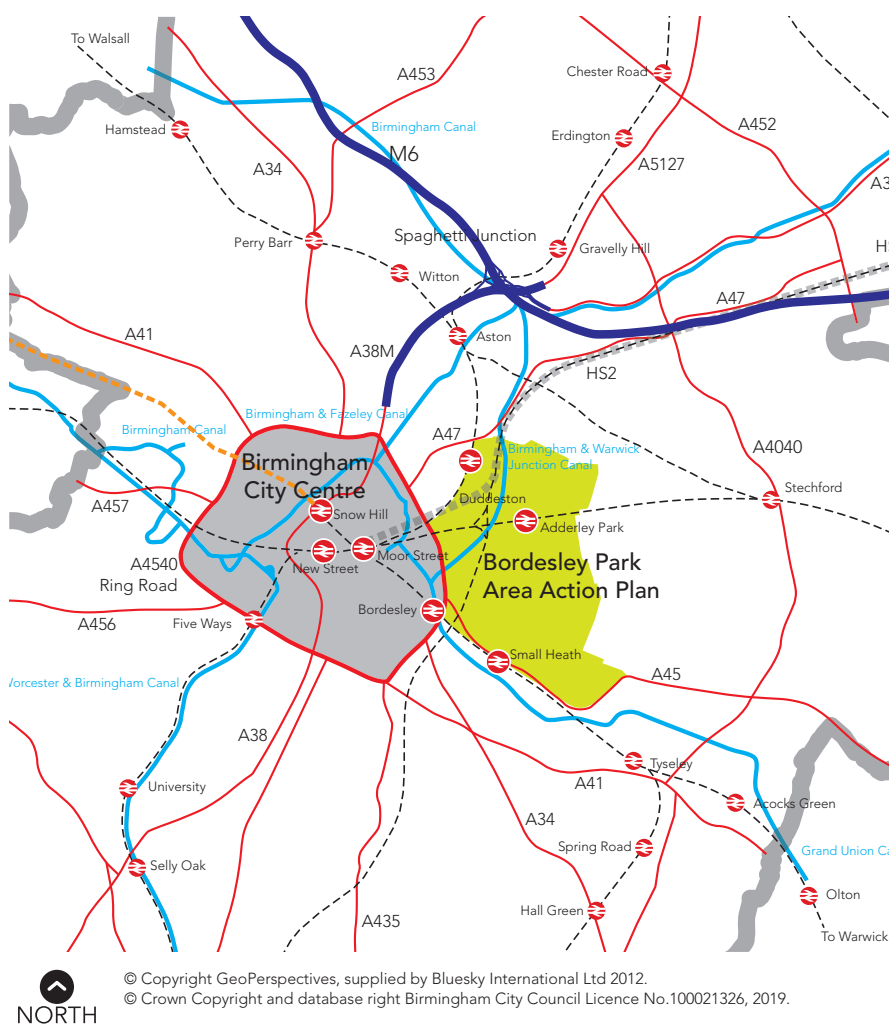 To Walsall
A453
Chester Road
Hamstead
Birmingham Canal
Erdington
A452
M6
A34
A5127
A3
Perry Barr
Spaghetti Junction
Gravelly Hill
HS
Witton
A47
A41
Aston
A38M
HS2
Birmingham & Fazeley Canal
Birmingham Canal
A47
Birmingham & Warwick
Junction Canal
A4040
Birmingham
City Centre
Stechford
A457
Duddeston
Snow Hill
Adderley Park
Moor Street
New Street
A4540
Ring Road
Bordesley Park
Area Action Plan
Bordesley
A456
Five Ways
Small Heath
A45
Worcester & Birmingham Canal
A38
Tyseley
A41
University
Acocks Green
A34
Spring Road
Grand Union Ca
Selly Oak
Olton
Hall Green
A435
To Warwick
NORTH
© Copyright GeoPerspectives, supplied by Bluesky International Ltd 2012.
© Crown Copyright and database right Birmingham City Council Licence No.100021326, 2019.